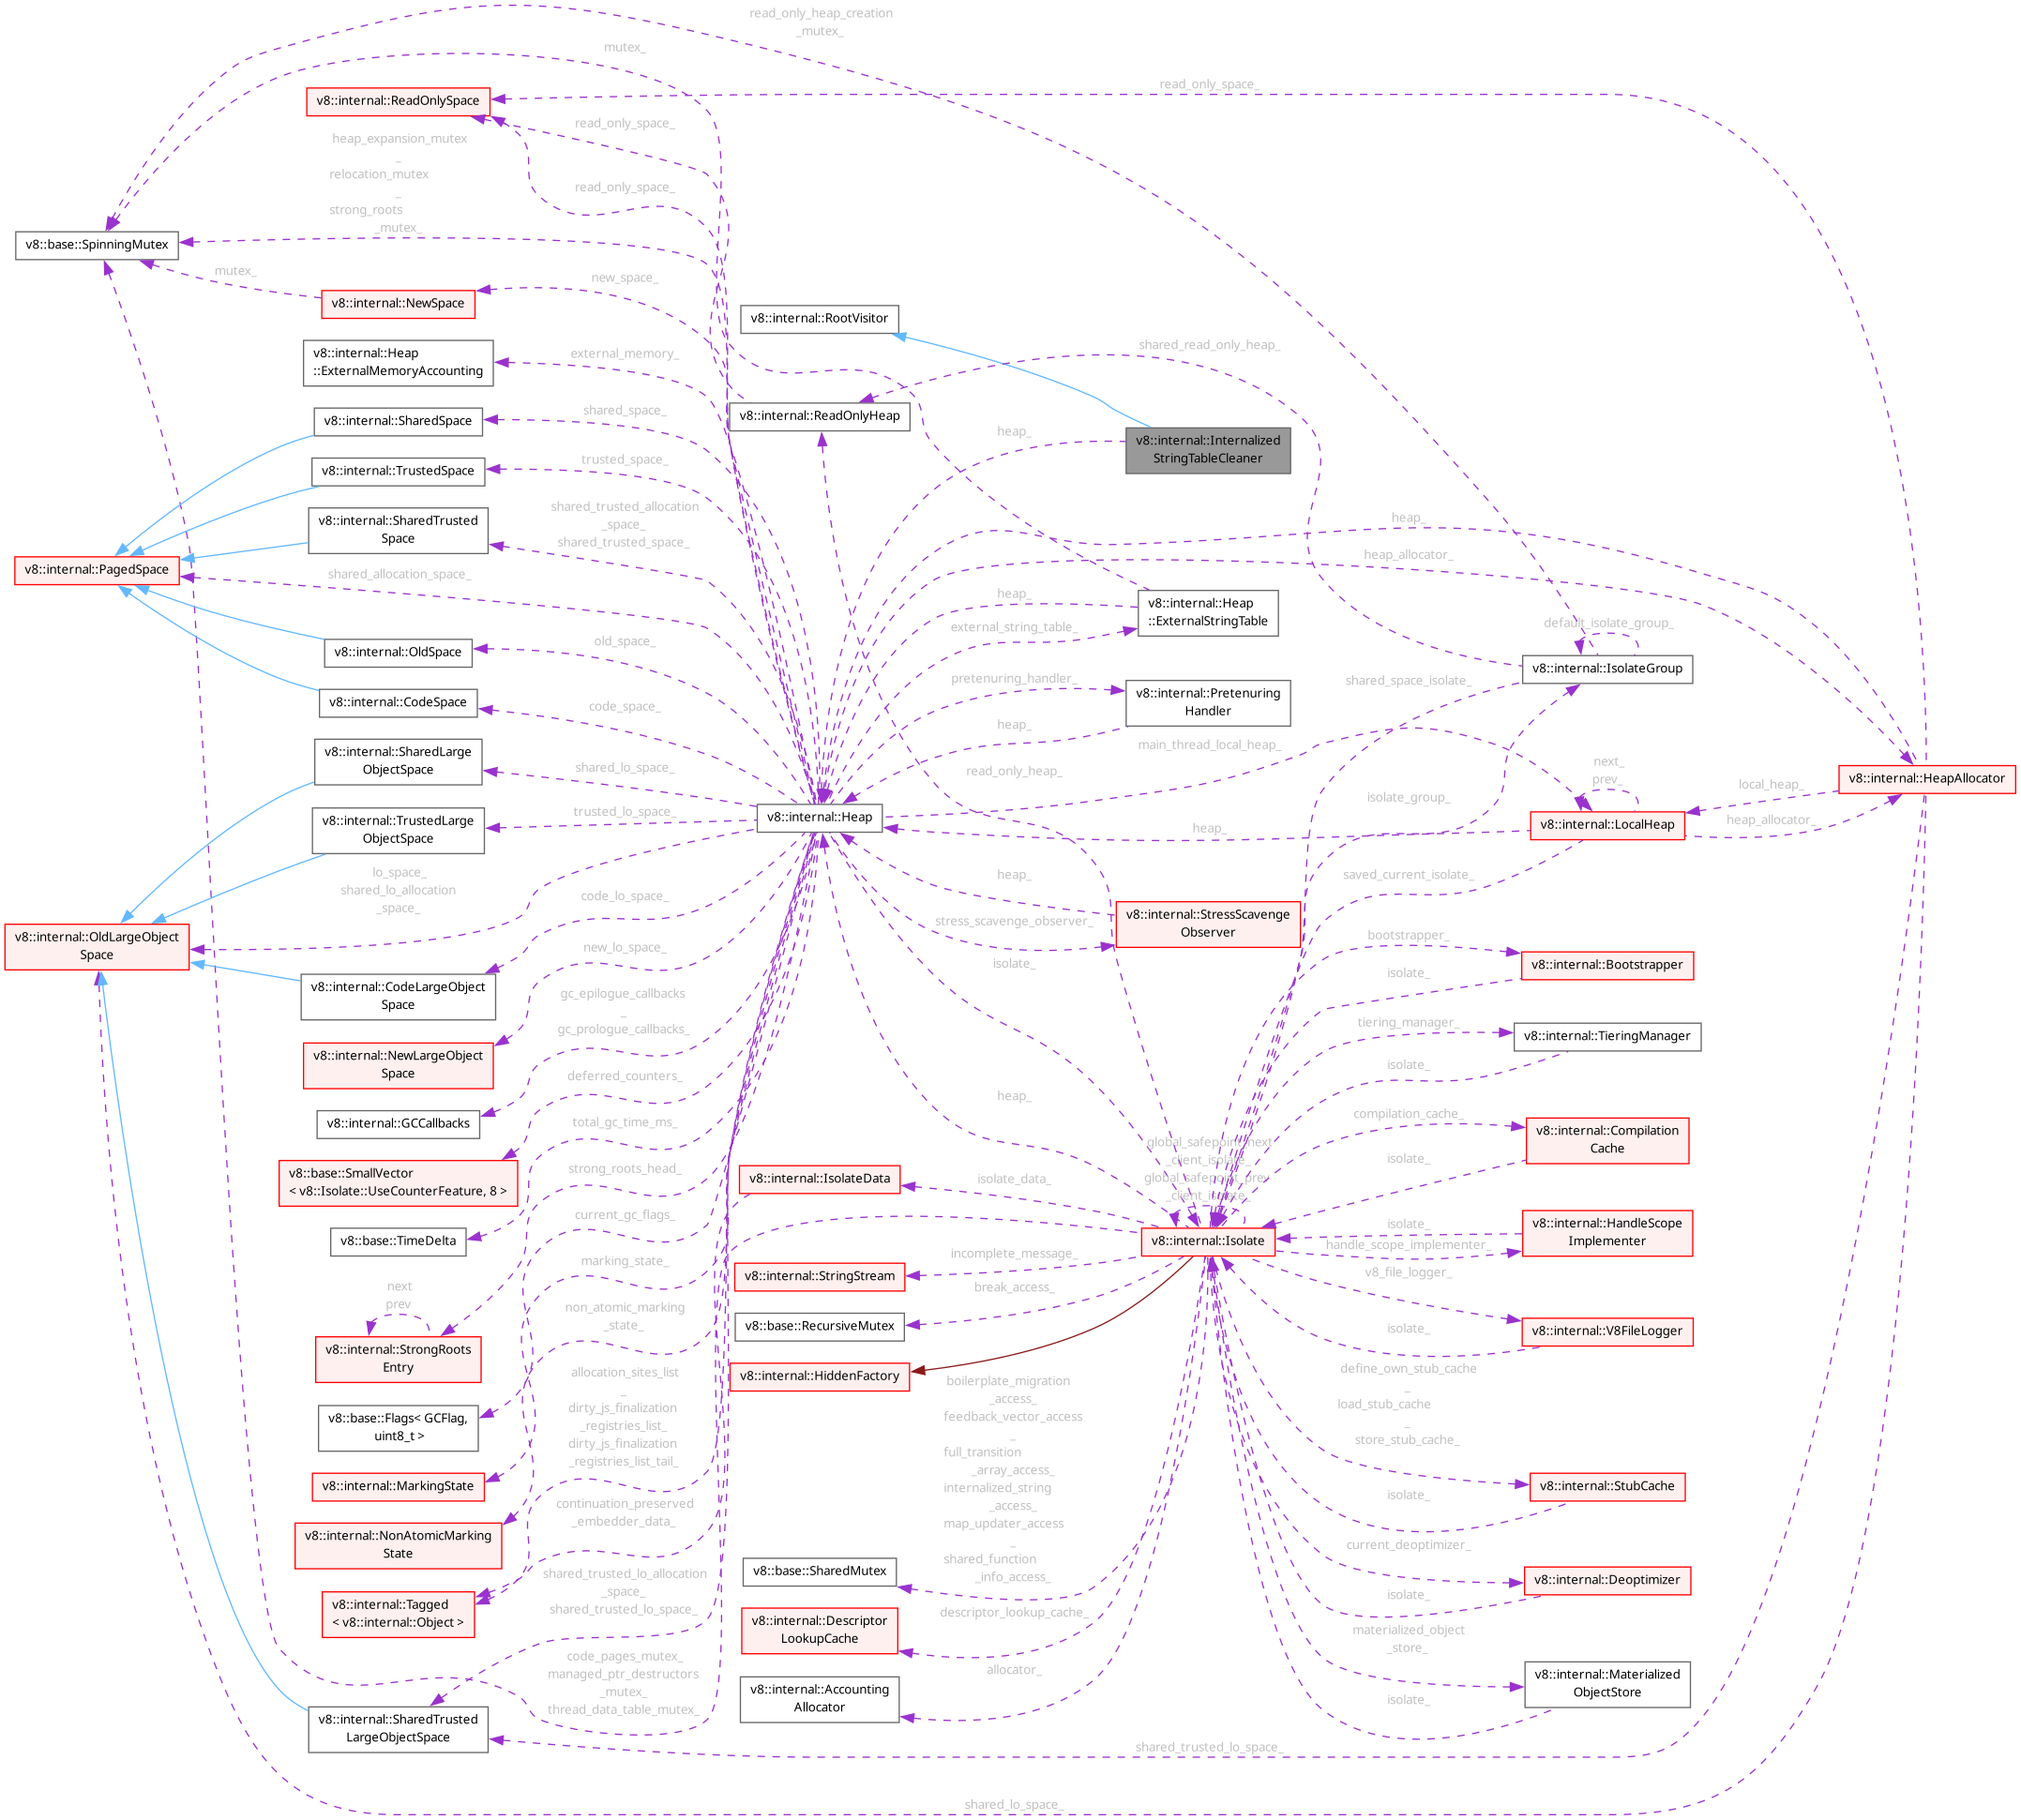 read_only_heap_creation
_mutex_
mutex_
read_only_space_
v8::internal::ReadOnlySpace
read_only_space_
heap_expansion_mutex
_
relocation_mutex
_
strong_roots
_mutex_
read_only_space_
v8::base::SpinningMutex
mutex_
new_space_
v8::internal::NewSpace
v8::internal::RootVisitor
v8::internal::Heap
::ExternalMemoryAccounting
external_memory_
shared_read_only_heap_
v8::internal::SharedSpace
shared_space_
v8::internal::ReadOnlyHeap
heap_
v8::internal::Internalized
StringTableCleaner
v8::internal::TrustedSpace
trusted_space_
v8::internal::SharedTrusted
Space
shared_trusted_allocation
_space_
shared_trusted_space_
heap_
heap_allocator_
v8::internal::PagedSpace
shared_allocation_space_
heap_
v8::internal::Heap
::ExternalStringTable
external_string_table_
default_isolate_group_
v8::internal::OldSpace
old_space_
v8::internal::IsolateGroup
v8::internal::CodeSpace
code_space_
pretenuring_handler_
v8::internal::Pretenuring
Handler
heap_
shared_space_isolate_
main_thread_local_heap_
v8::internal::SharedLarge
ObjectSpace
shared_lo_space_
read_only_heap_
next_
prev_
v8::internal::HeapAllocator
local_heap_
isolate_group_
v8::internal::TrustedLarge
ObjectSpace
trusted_lo_space_
v8::internal::Heap
heap_
v8::internal::LocalHeap
heap_allocator_
lo_space_
shared_lo_allocation
_space_
code_lo_space_
heap_
saved_current_isolate_
v8::internal::OldLargeObject
Space
stress_scavenge_observer_
v8::internal::StressScavenge
Observer
bootstrapper_
v8::internal::Bootstrapper
new_lo_space_
isolate_
isolate_
v8::internal::CodeLargeObject
Space
gc_epilogue_callbacks
_
gc_prologue_callbacks_
tiering_manager_
v8::internal::TieringManager
v8::internal::NewLargeObject
Space
isolate_
deferred_counters_
heap_
v8::internal::GCCallbacks
total_gc_time_ms_
compilation_cache_
v8::internal::Compilation
Cache
v8::base::SmallVector
< v8::Isolate::UseCounterFeature, 8 >
strong_roots_head_
v8::internal::IsolateData
isolate_data_
global_safepoint_next
_client_isolate_
global_safepoint_prev
_client_isolate_
isolate_
current_gc_flags_
v8::base::TimeDelta
v8::internal::Isolate
isolate_
v8::internal::HandleScope
Implementer
handle_scope_implementer_
marking_state_
v8::internal::StringStream
incomplete_message_
v8_file_logger_
next
prev
non_atomic_marking
_state_
break_access_
v8::base::RecursiveMutex
isolate_
v8::internal::V8FileLogger
v8::internal::StrongRoots
Entry
v8::internal::HiddenFactory
allocation_sites_list
_
dirty_js_finalization
_registries_list_
dirty_js_finalization
_registries_list_tail_
boilerplate_migration
_access_
feedback_vector_access
_
full_transition
_array_access_
internalized_string
_access_
map_updater_access
_
shared_function
_info_access_
define_own_stub_cache
_
load_stub_cache
_
store_stub_cache_
v8::base::Flags< GCFlag,
uint8_t >
v8::internal::MarkingState
v8::internal::StubCache
isolate_
continuation_preserved
_embedder_data_
v8::internal::NonAtomicMarking
State
current_deoptimizer_
v8::base::SharedMutex
v8::internal::Deoptimizer
v8::internal::Tagged
< v8::internal::Object >
shared_trusted_lo_allocation
_space_
shared_trusted_lo_space_
isolate_
v8::internal::Descriptor
LookupCache
descriptor_lookup_cache_
materialized_object
_store_
code_pages_mutex_
managed_ptr_destructors
_mutex_
thread_data_table_mutex_
allocator_
v8::internal::Accounting
Allocator
v8::internal::Materialized
ObjectStore
isolate_
v8::internal::SharedTrusted
LargeObjectSpace
shared_trusted_lo_space_
shared_lo_space_